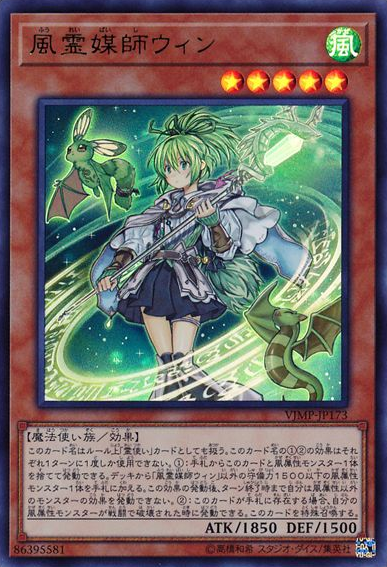 風霊媒師ウィン
風
VJMP-JP173
【魔法使い族／効果】
このカード名はルール上「霊使い」カードとしても扱う。このカード名の①②の効果はそ
れぞれ1ターンに1度しか使用できない。①：手札からこのカードと風属性モンスター1体
を捨てて発動できる。デッキから「風霊媒師ウィン」以外の守備力1500以下の風属性
モンスター1体を手札に加える。この効果の発動後、ターン終了時まで自分は風属性以外
のモンスターの効果を発動できない。②：このカードが手札に存在する場合、自分の
風属性モンスターが戦闘で破壊された時に発動できる。このカードを特殊召喚する。
ATK/1850 DEF/1500
86395581
©高橋和希 スタジオ・ダイス/集英社